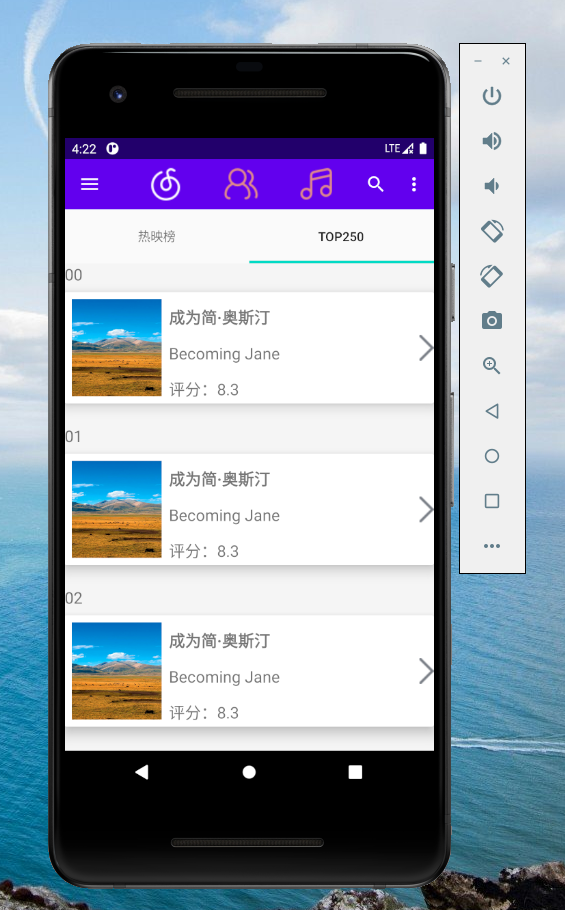 4:22
LTE
热映榜
TOP250
00
成为简·奥斯汀
Becoming Jane
评分：8.3
01
成为简·奥斯汀
Becoming Jane
评分：8.3
02
成为简·奥斯汀
Becoming Jane
评分：8.3